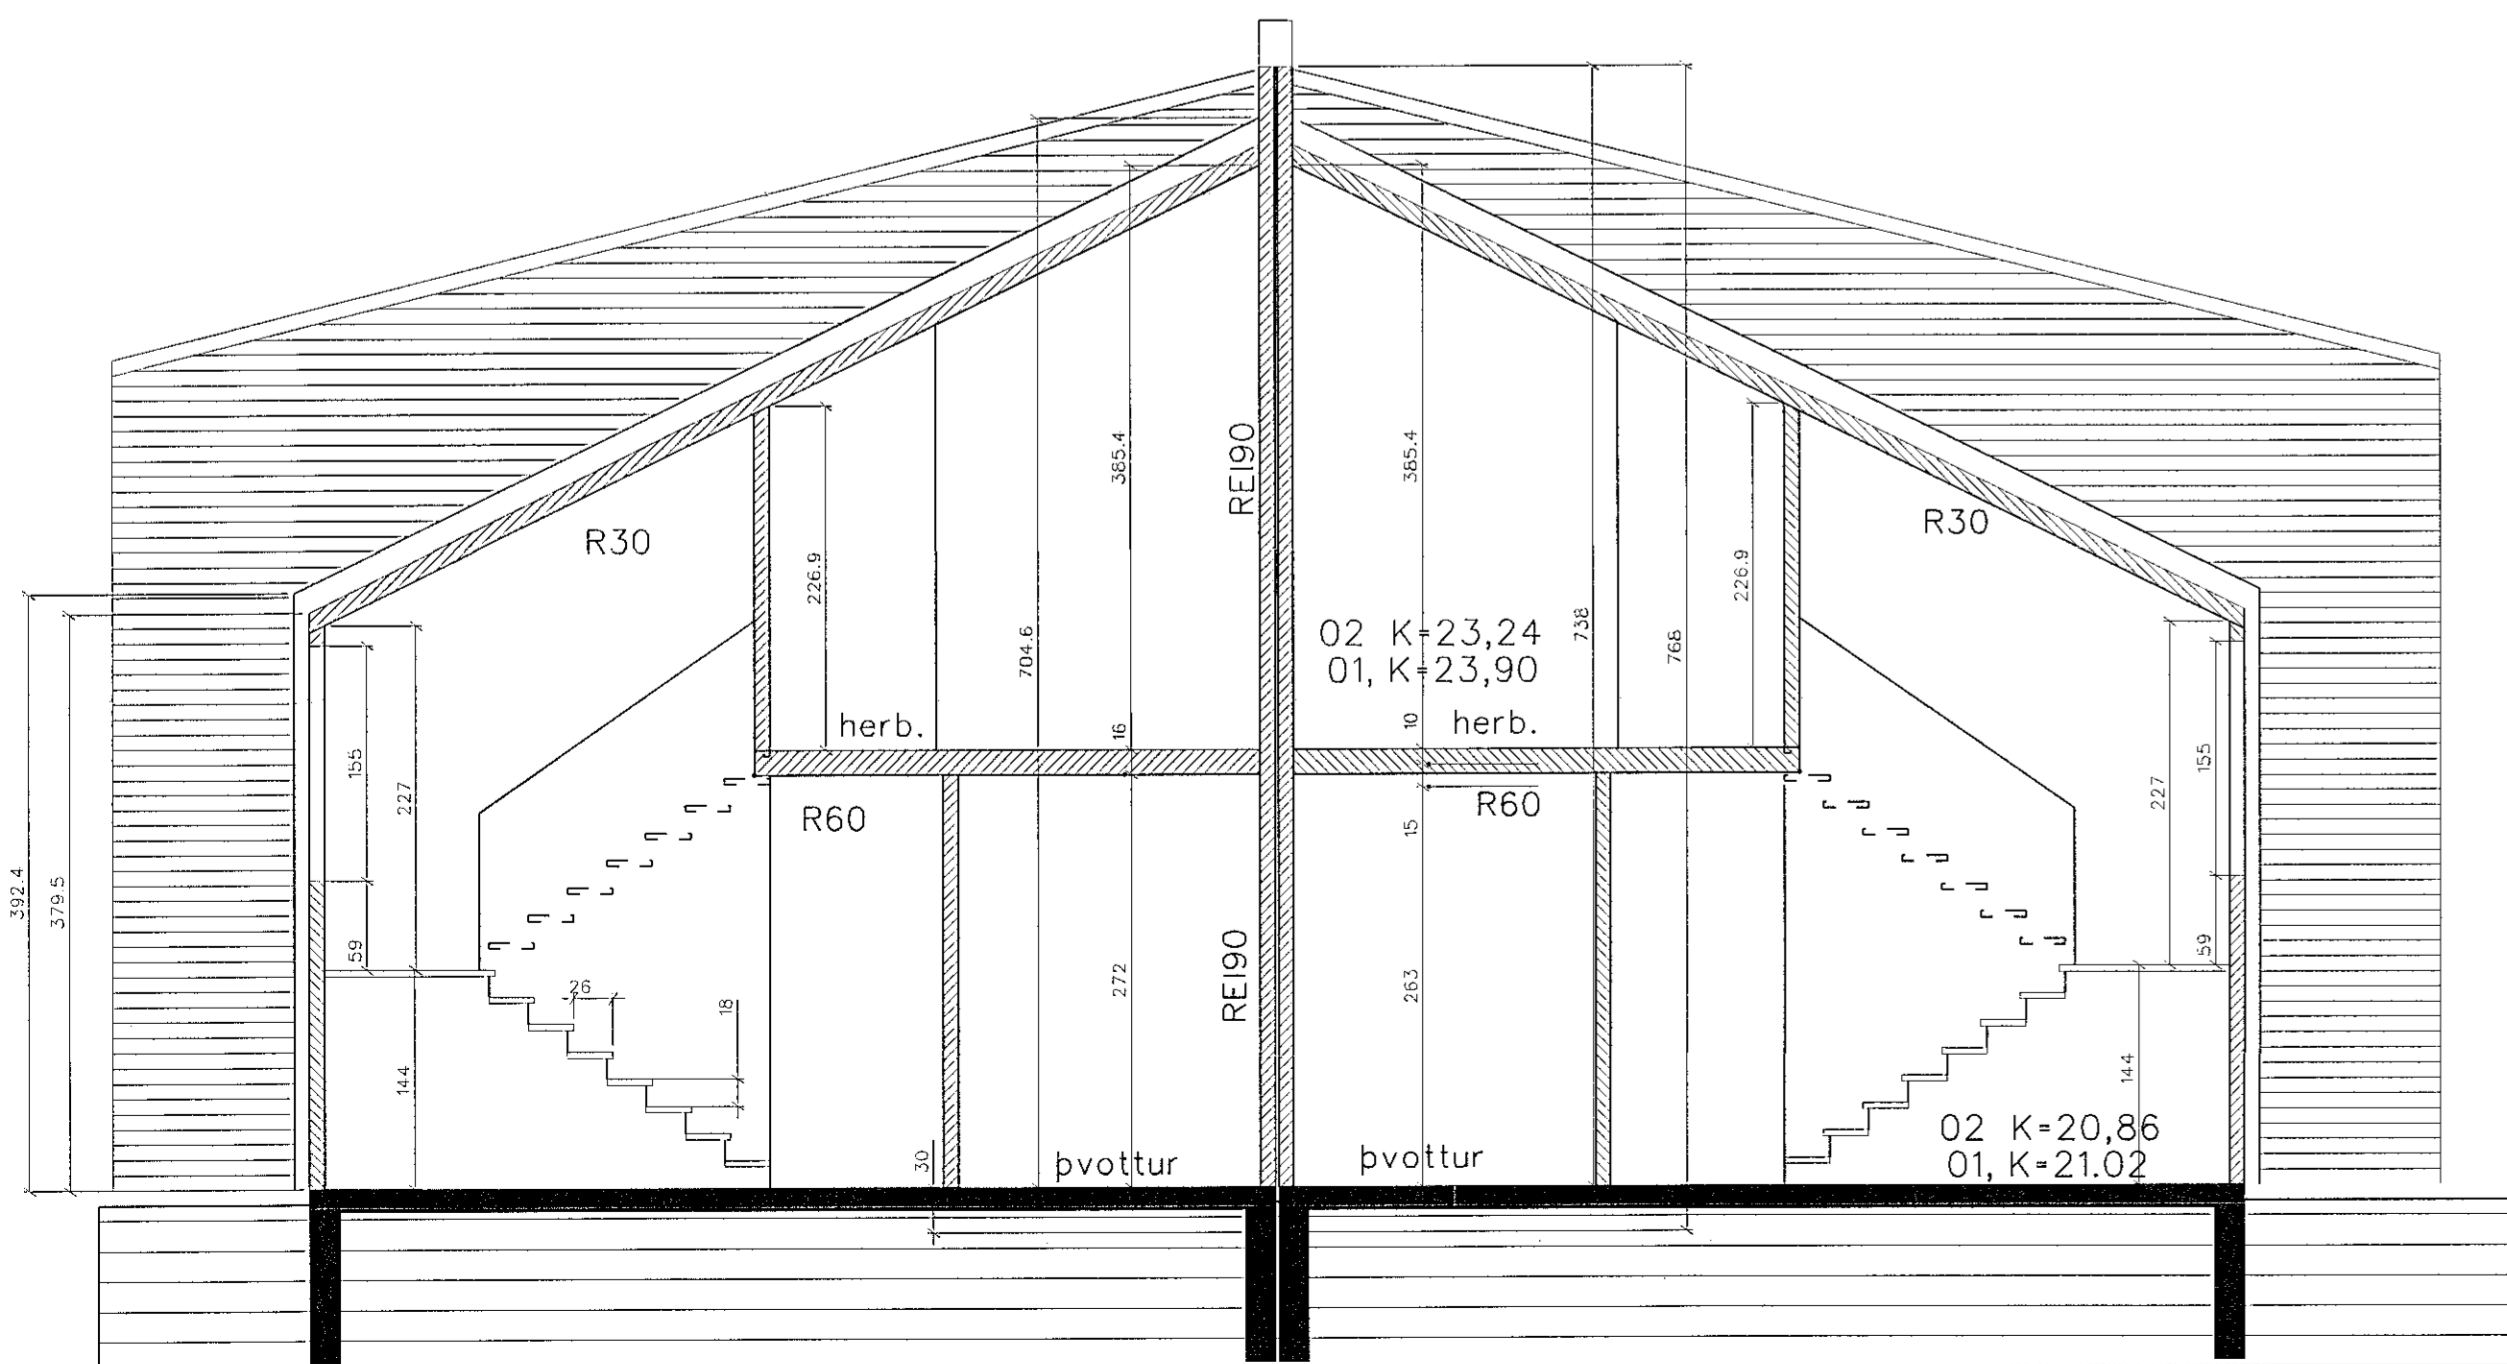 392.4
379.5
155
59
227
144
R30
226.9
704.6
385.4
16
herb.
R60
272
26
18
30
þvottur
REI90
REI90
385.4
02 K=23,24
01, K=23,90
10
herb.
R60
15
263
þvottur
738
768
226.9
R30
227
155
59
144
02 K=20,86
01, K=21.02